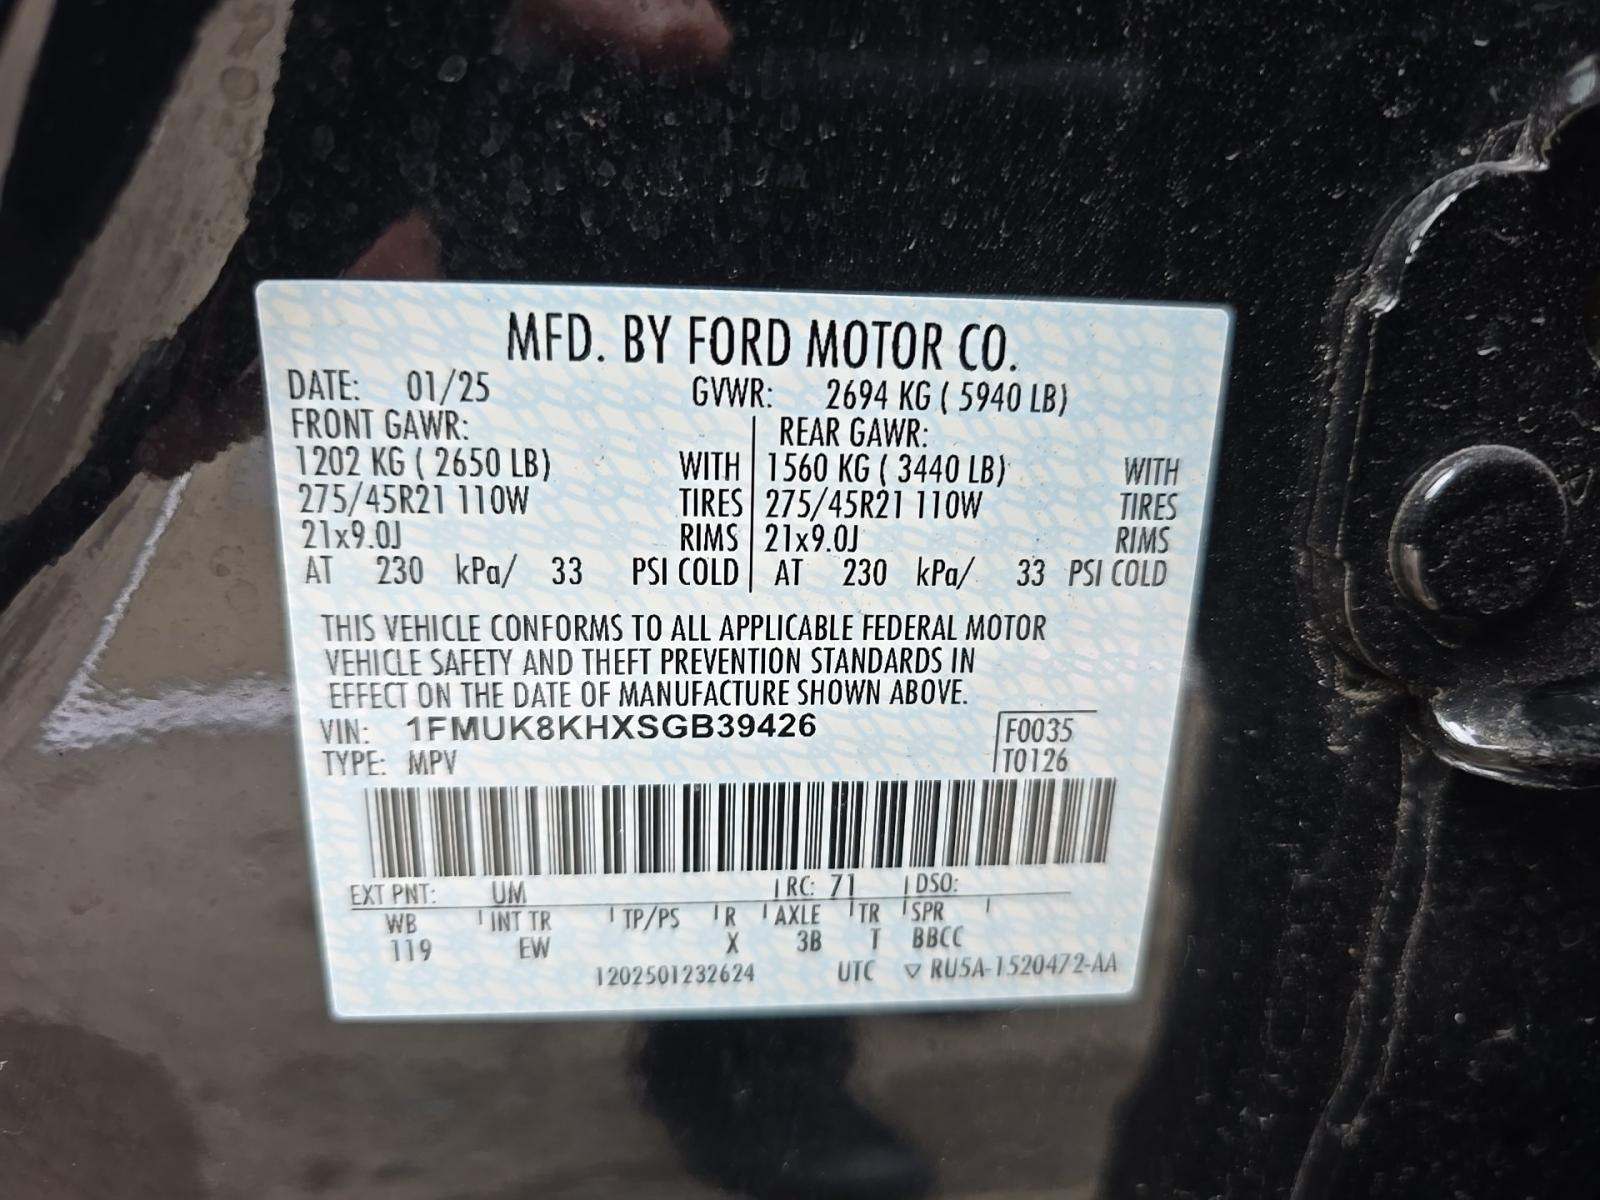 MFD. BY FORD MOTOR CO.
DATE: 01/25 GVWR: 2694 KG ( 5940 LB)
FRONT GAWR: REAR GAWR:
1202 KG ( 2650 LB) WITH 1560 KG ( 3440 LB) WITH
275/45R21 110W TIRES 275/45R21 110W TIRES
21x9.0J RIMS 21x9.0J RIMS
AT 230 kPa/ 33 PSI COLD AT 230 kPa/ 33 PSI COLD
THIS VEHICLE CONFORMS TO ALL APPLICABLE FEDERAL MOTOR
VEHICLE SAFETY AND THEFT PREVENTION STANDARDS IN
EFFECT ON THE DATE OF MANUFACTURE SHOWN ABOVE.
VIN: 1FMUK8KHXSGB39426 F0035
TYPE: MPV T0126
EXT PNT: UM RC: 71 DSO:
WB INT TR TP/PS R AXLE TR SPR
119 EW X 3B T BBCC
1202501232624 UTC ▽ RU5A-1520472-AA